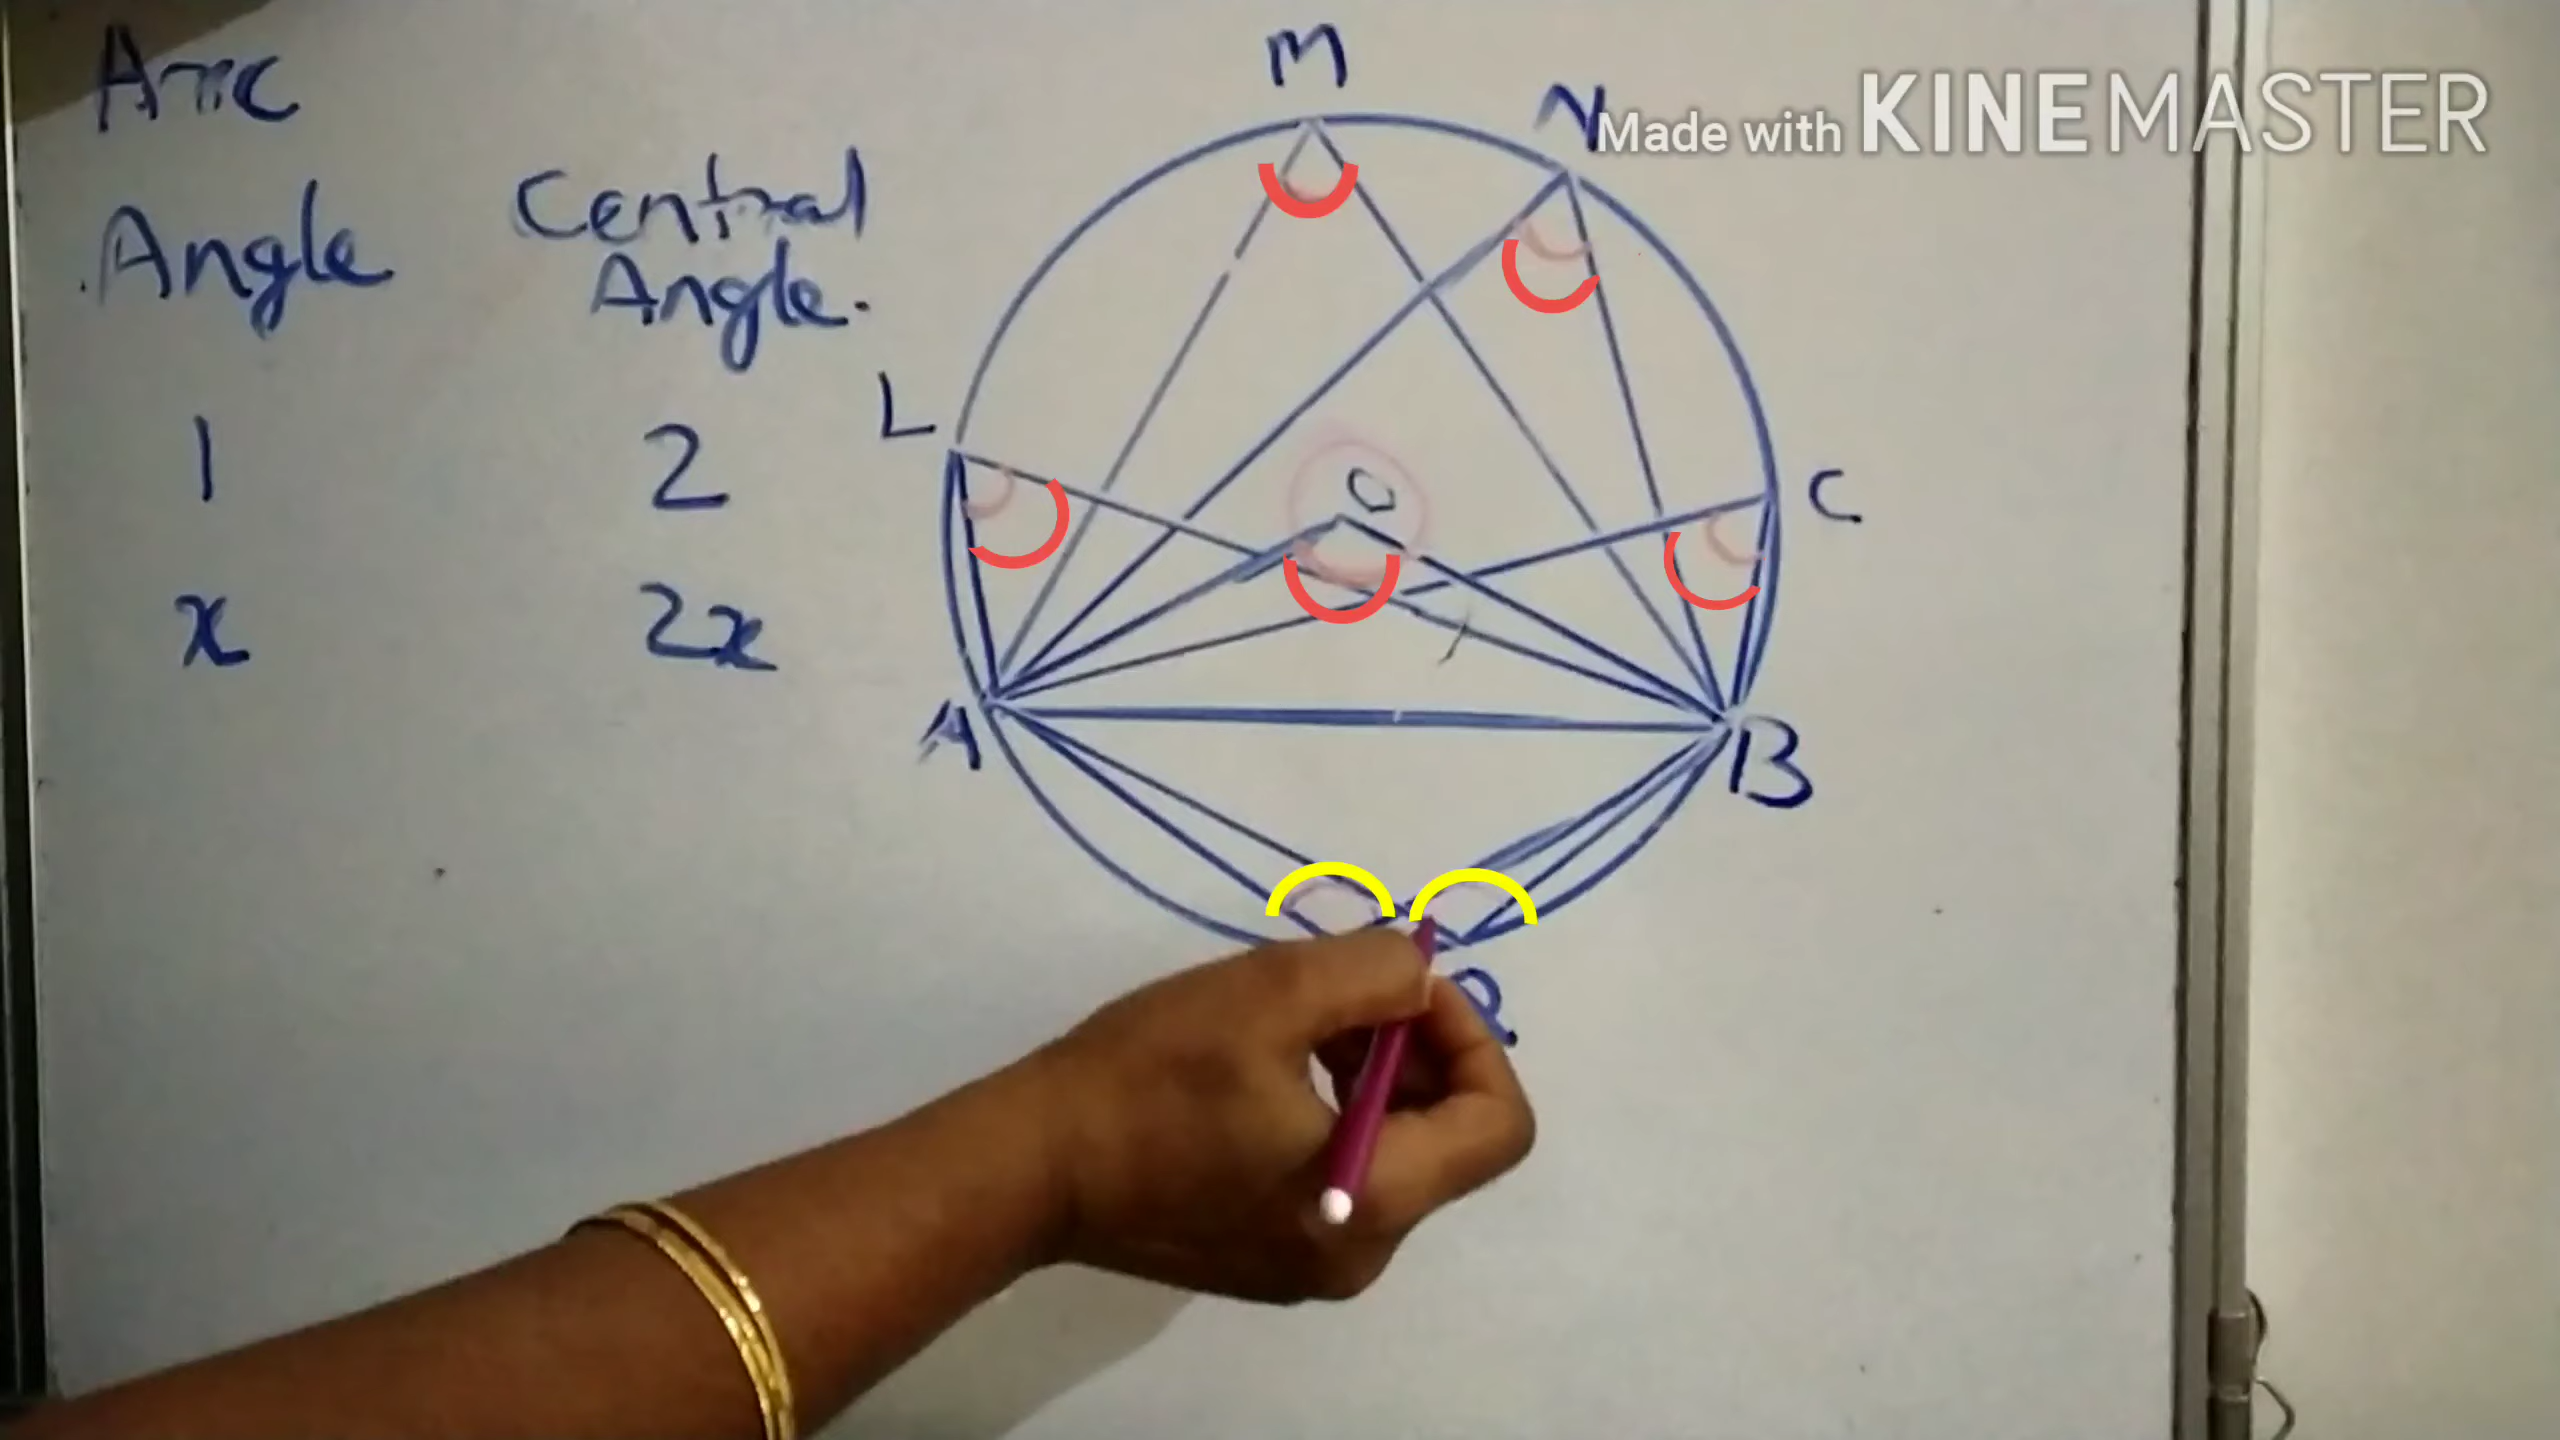 Arc
Angle
Central
Angle.
1
2
x
2x
M
N
L
O
C
A
B
Made with KINEMASTER